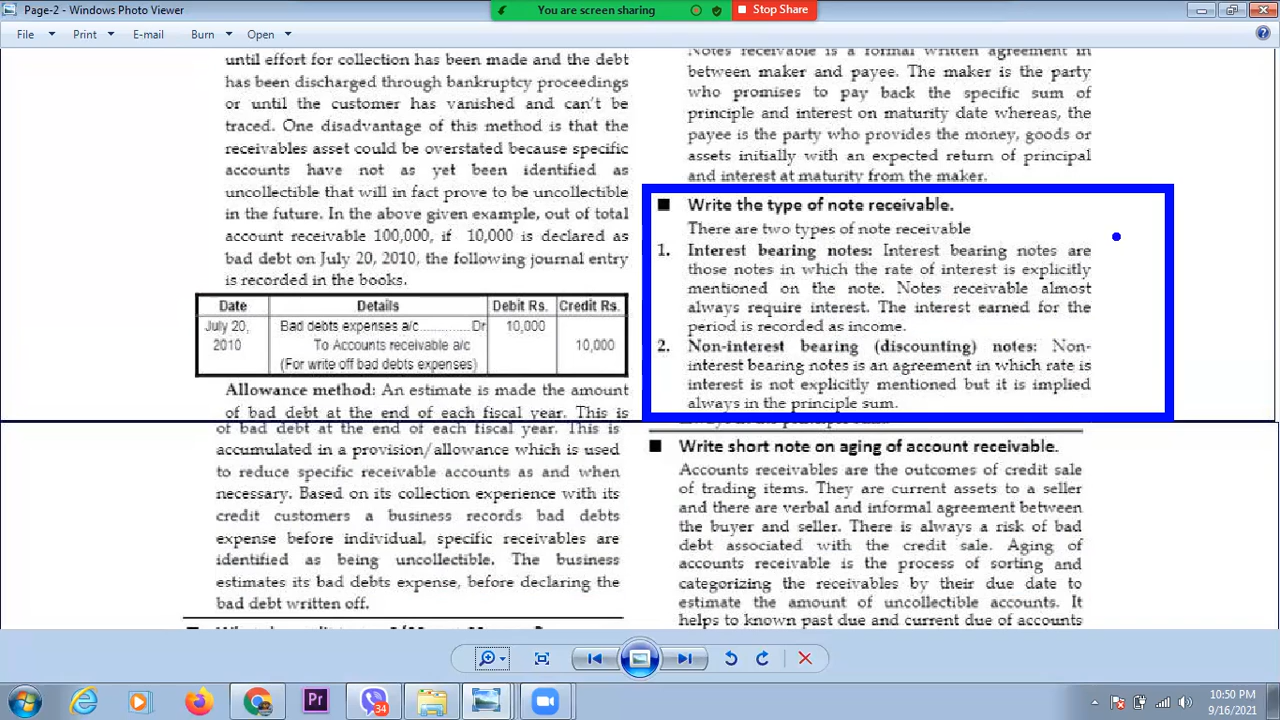 Page-2 - Windows Photo Viewer
You are screen sharing
Stop Share
File
Print
E-mail
Burn
Open
until effort for collection has been made and the debt
has been discharged through bankruptcy proceedings
or until the customer has vanished and can't be
traced. One disadvantage of this method is that the
receivables asset could be overstated because specific
accounts have not as yet been identified as
uncollectible that will in fact prove to be uncollectible
in the future. In the above given example, out of total
account receivable 100,000, if 10,000 is declared as
bad debt on July 20, 2010, the following journal entry
is recorded in the books.
Date Details Debit Rs. Credit Rs.
July 20, Bad debts expenses a/c..............Dr 10,000
2010 To Accounts receivable a/c 10,000
(For write off bad debts expenses)
Allowance method: An estimate is made the amount
of bad debt at the end of each fiscal year. This is
of bad debt at the end of each fiscal year. This is
accumulated in a provision/allowance which is used
to reduce specific receivable accounts as and when
necessary. Based on its collection experience with its
credit customers a business records bad debts
expense before individual, specific receivables are
identified as being uncollectible. The business
estimates its bad debts expense, before declaring the
bad debt written off.
Notes receivable is a formal written agreement in
between maker and payee. The maker is the party
who promises to pay back the specific sum of
principle and interest on maturity date whereas, the
payee is the party who provides the money, goods or
assets initially with an expected return of principal
and interest at maturity from the maker.
■ Write the type of note receivable.
There are two types of note receivable
1. Interest bearing notes: Interest bearing notes are
those notes in which the rate of interest is explicitly
mentioned on the note. Notes receivable almost
always require interest. The interest earned for the
period is recorded as income.
2. Non-interest bearing (discounting) notes: Non-
interest bearing notes is an agreement in which rate is
interest is not explicitly mentioned but it is implied
always in the principle sum.
■ Write short note on aging of account receivable.
Accounts receivables are the outcomes of credit sale
of trading items. They are current assets to a seller
and there are verbal and informal agreement between
the buyer and seller. There is always a risk of bad
debt associated with the credit sale. Aging of
accounts receivable is the process of sorting and
categorizing the receivables by their due date to
estimate the amount of uncollectible accounts. It
helps to known past due and current due of accounts
Pr
34
10:50 PM
9/16/2021